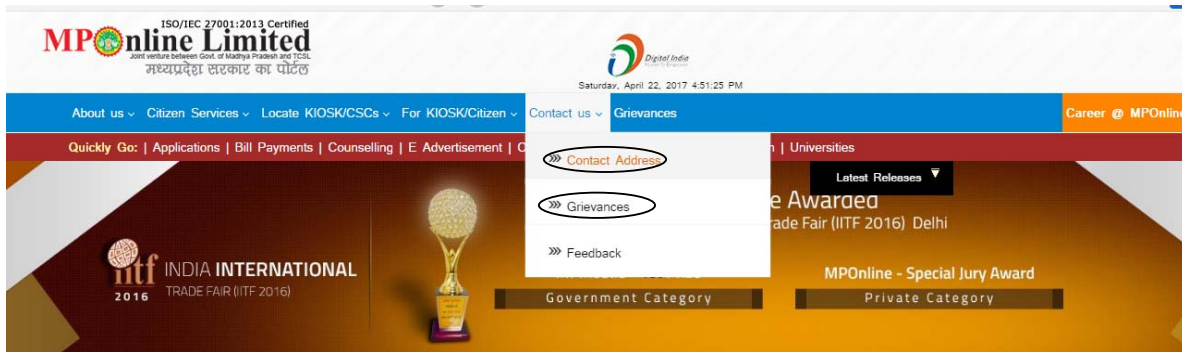 ISO/IEC 27001:2013 Certified
MPOnline Limited
Joint venture between Govt. of Madhya Pradesh and TCSL
मध्यप्रदेश सरकार का पोर्टल
Digital India
Saturday, April 22, 2017 4:51:25 PM
About us Citizen Services Locate KIOSK/CSCs For KIOSK/Citizen Contact us Grievances Career @ MPOnline
Quickly Go: | Applications | Bill Payments | Counselling | E Advertisement | | Universities
Contact Address
Grievances
Feedback
Latest Releases
e Awarded
rade Fair (IITF 2016) Delhi
iitf
2016
INDIA INTERNATIONAL
TRADE FAIR (IITF 2016)
MPOnline - Special Jury Award
Government Category
Private Category